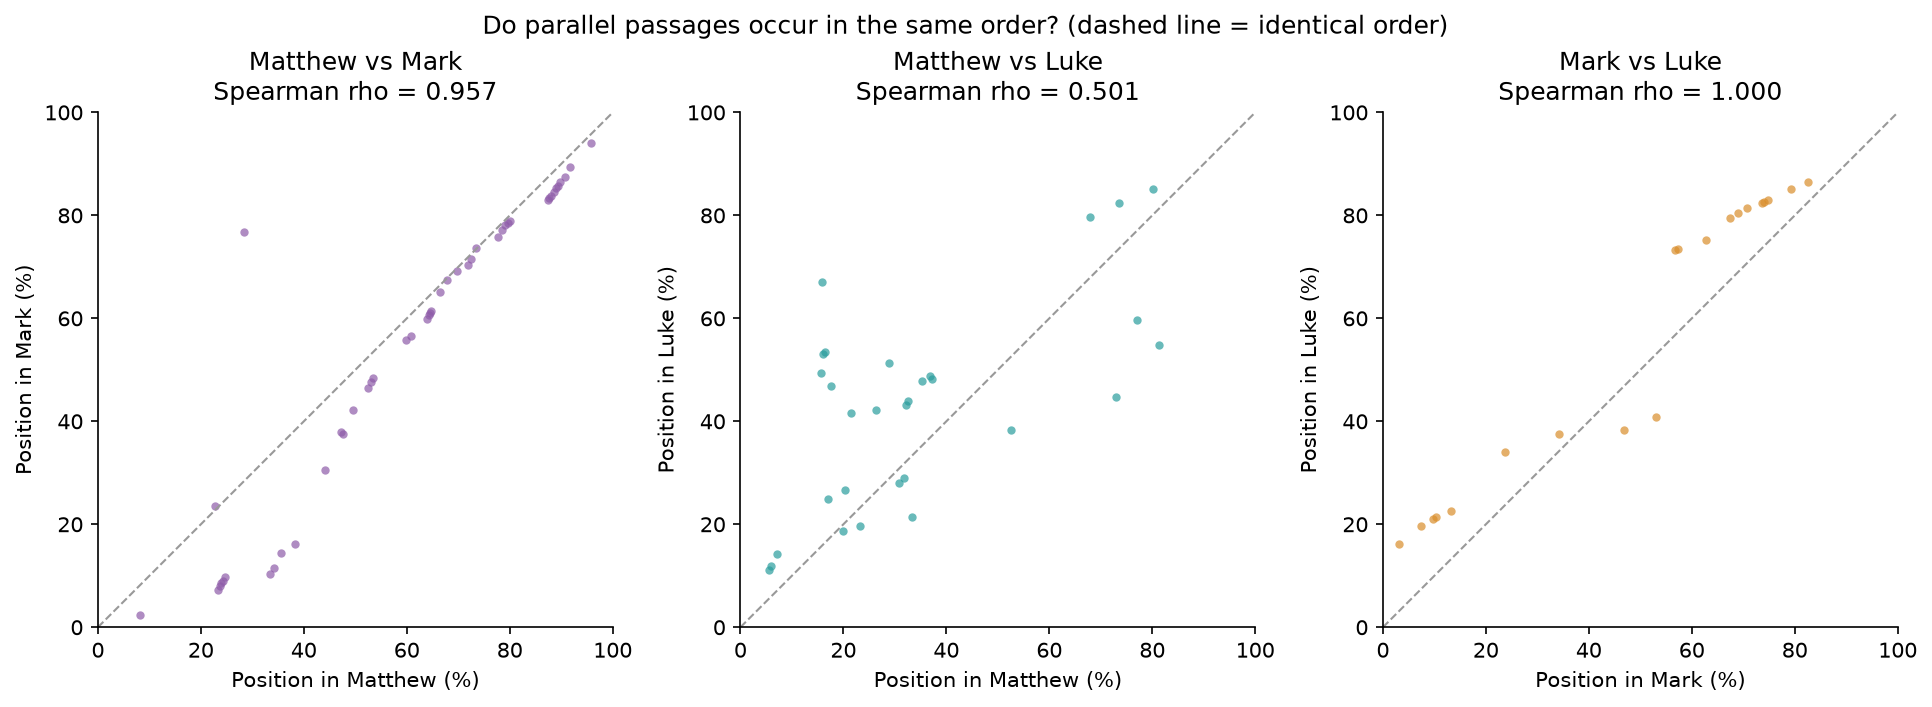 Do parallel passages occur in the same order? (dashed line = identical order)
Matthew vs Mark
Spearman rho = 0.957
100
80
60
40
20
0
0 20 40 60 80 100
Position in Mark (%)
Position in Matthew (%)
Matthew vs Luke
Spearman rho = 0.501
100
80
60
40
20
0
0 20 40 60 80 100
Position in Luke (%)
Position in Matthew (%)
Mark vs Luke
Spearman rho = 1.000
100
80
60
40
20
0
0 20 40 60 80 100
Position in Luke (%)
Position in Mark (%)